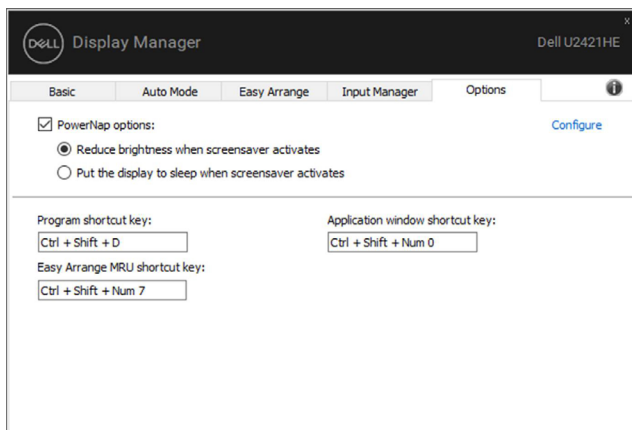 x
DELL Display Manager Dell U2421HE
Basic Auto Mode Easy Arrange Input Manager Options i
PowerNap options: Configure
Reduce brightness when screensaver activates
Put the display to sleep when screensaver activates
Program shortcut key: Application window shortcut key:
Ctrl + Shift + D Ctrl + Shift + Num 0
Easy Arrange MRU shortcut key:
Ctrl + Shift + Num 7